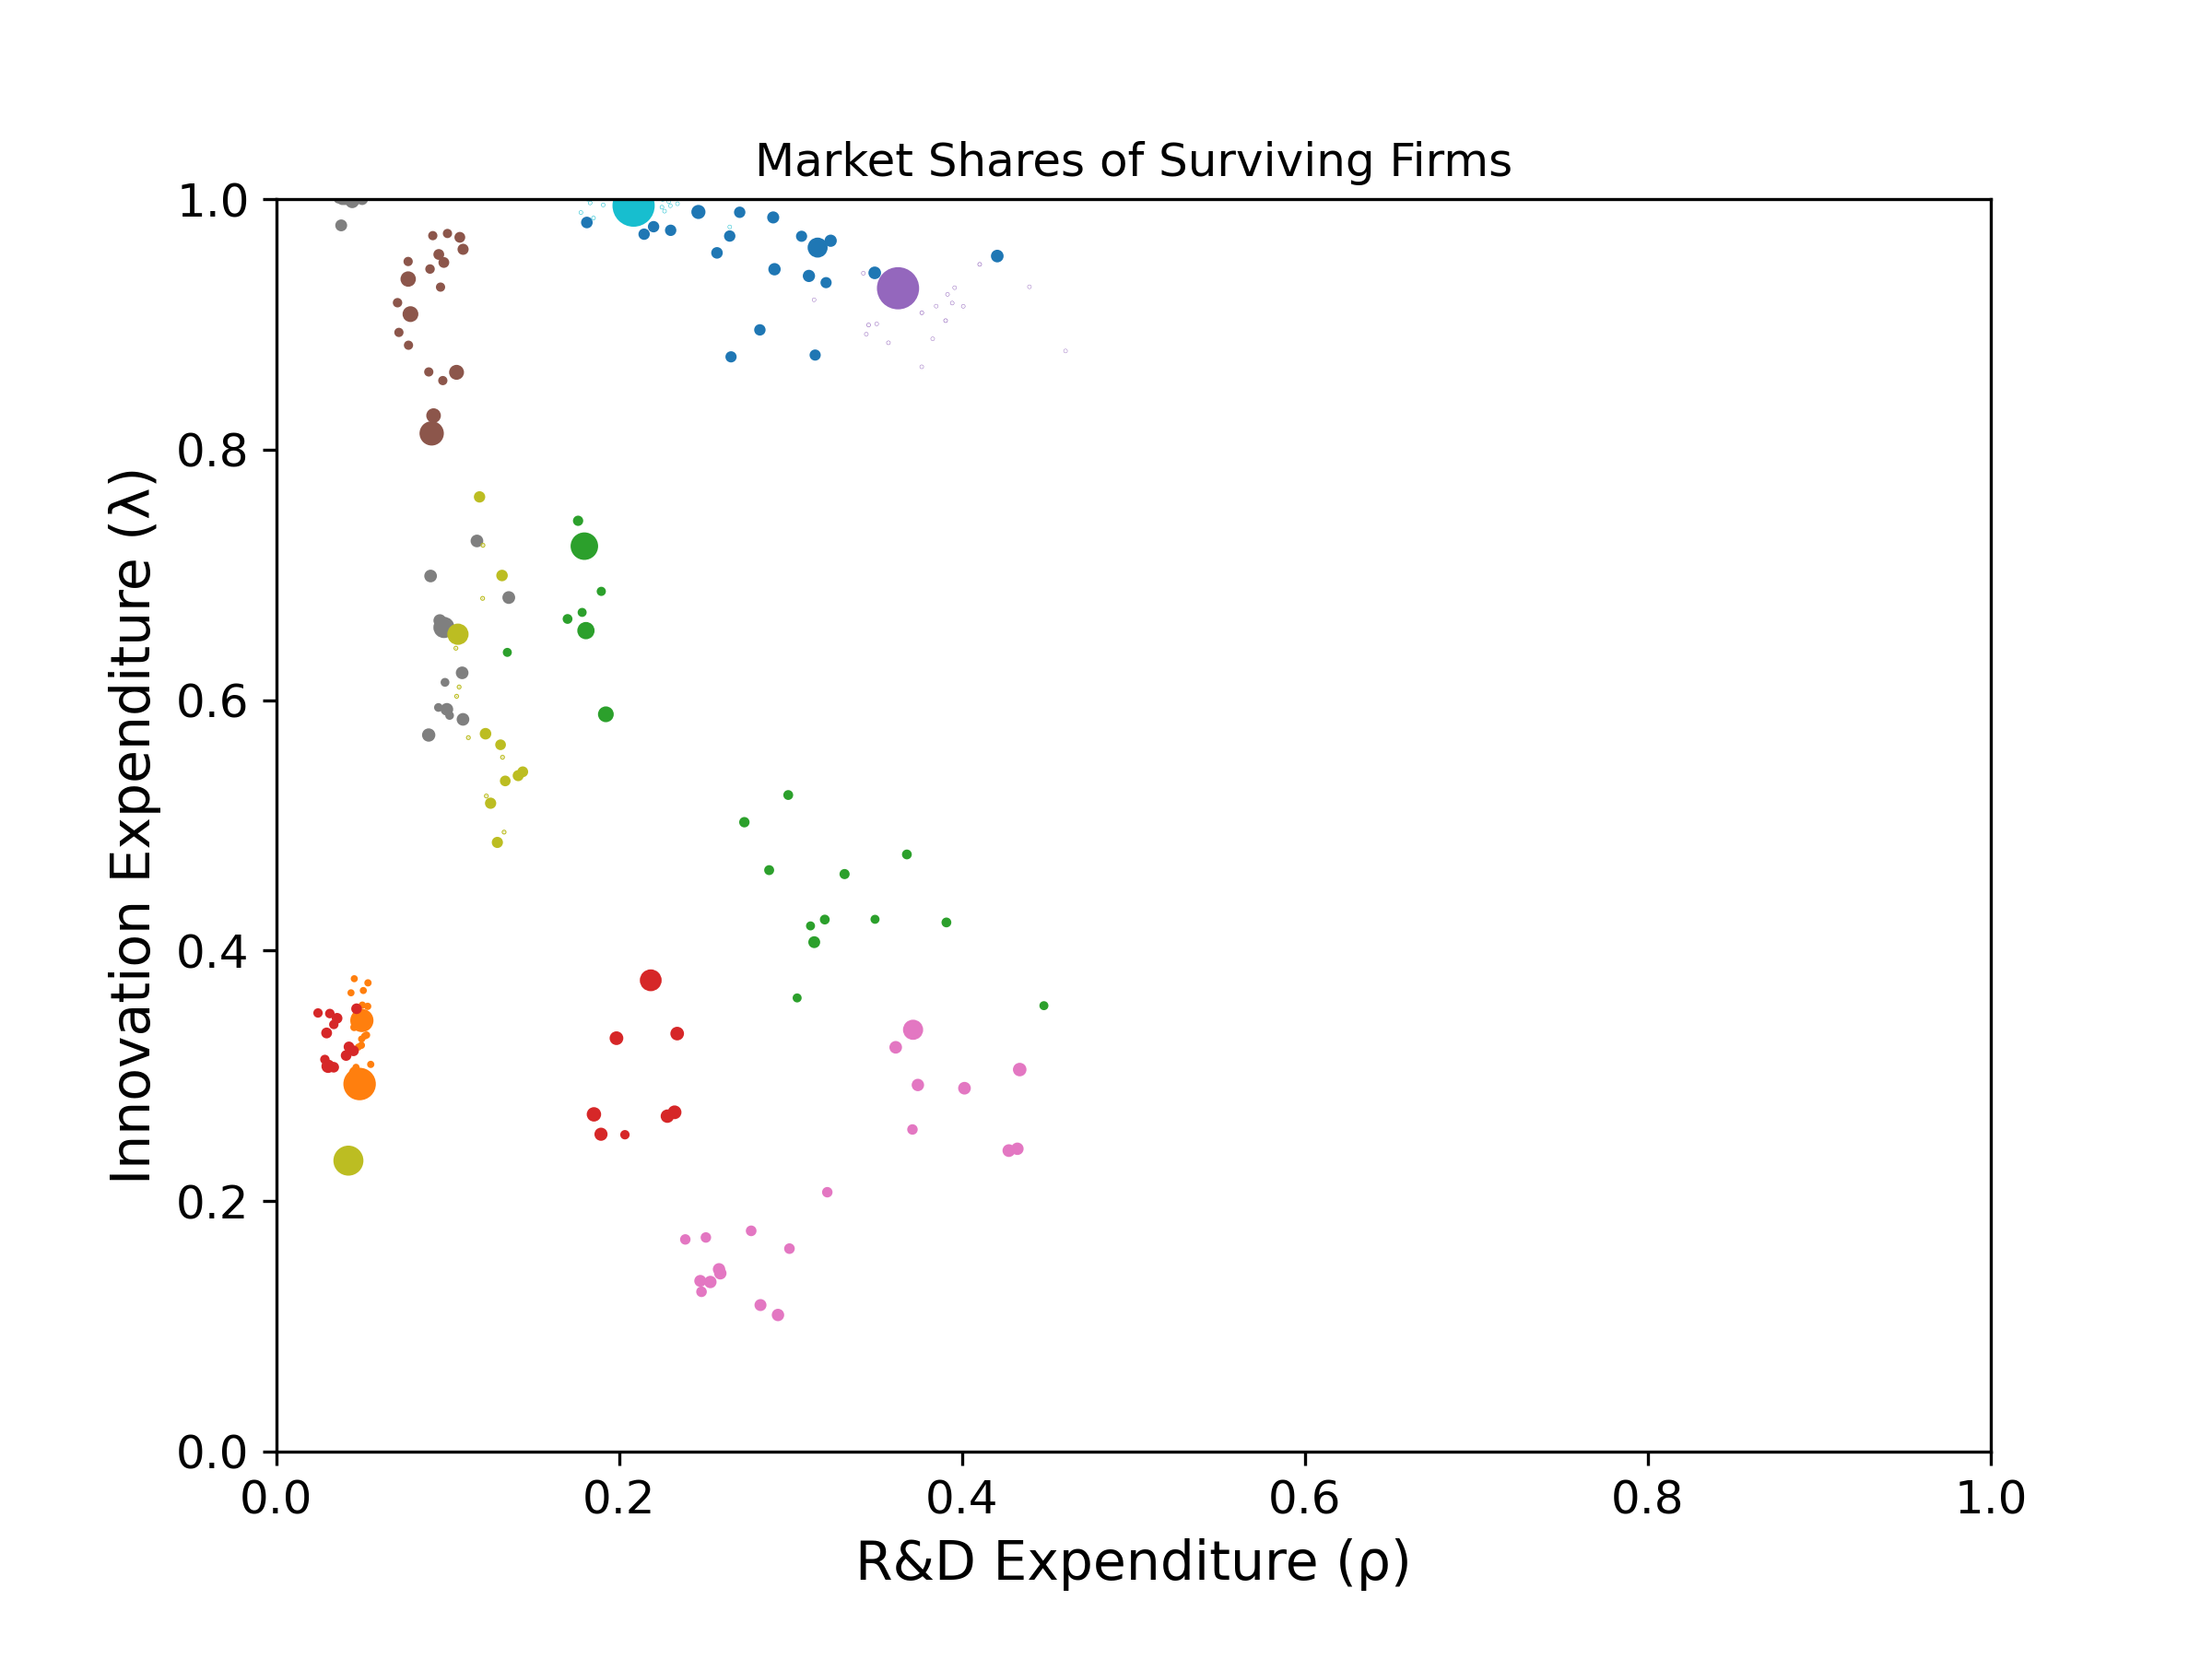 Market Shares of Surviving Firms
1.0
0.8
0.6
0.4
0.2
0.0
Innovation Expenditure (λ)
0.0 0.2 0.4 0.6 0.8 1.0
R&D Expenditure (ρ)